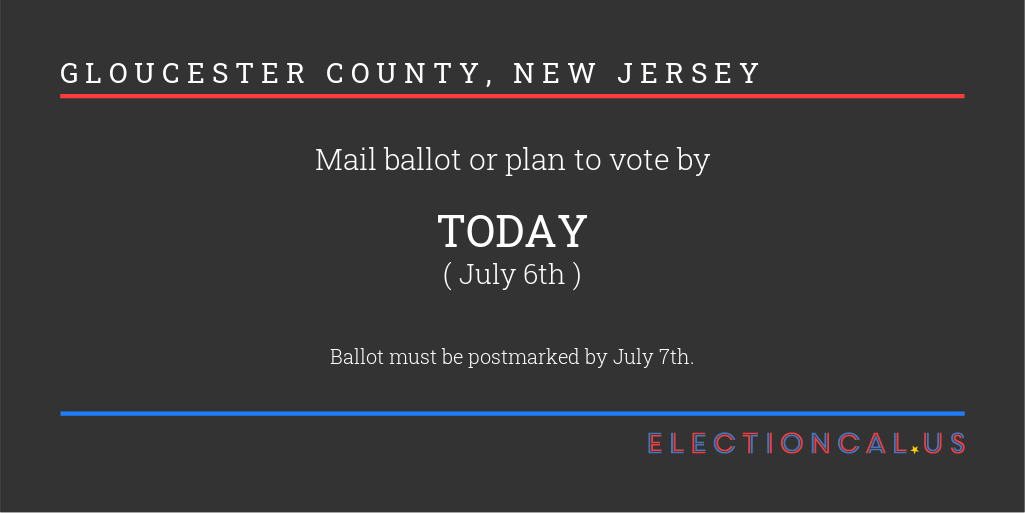 GLOUCESTER COUNTY, NEW JERSEY
Mail ballot or plan to vote by
TODAY
( July 6th )
Ballot must be postmarked by July 7th.
ELECTIONCAL.US